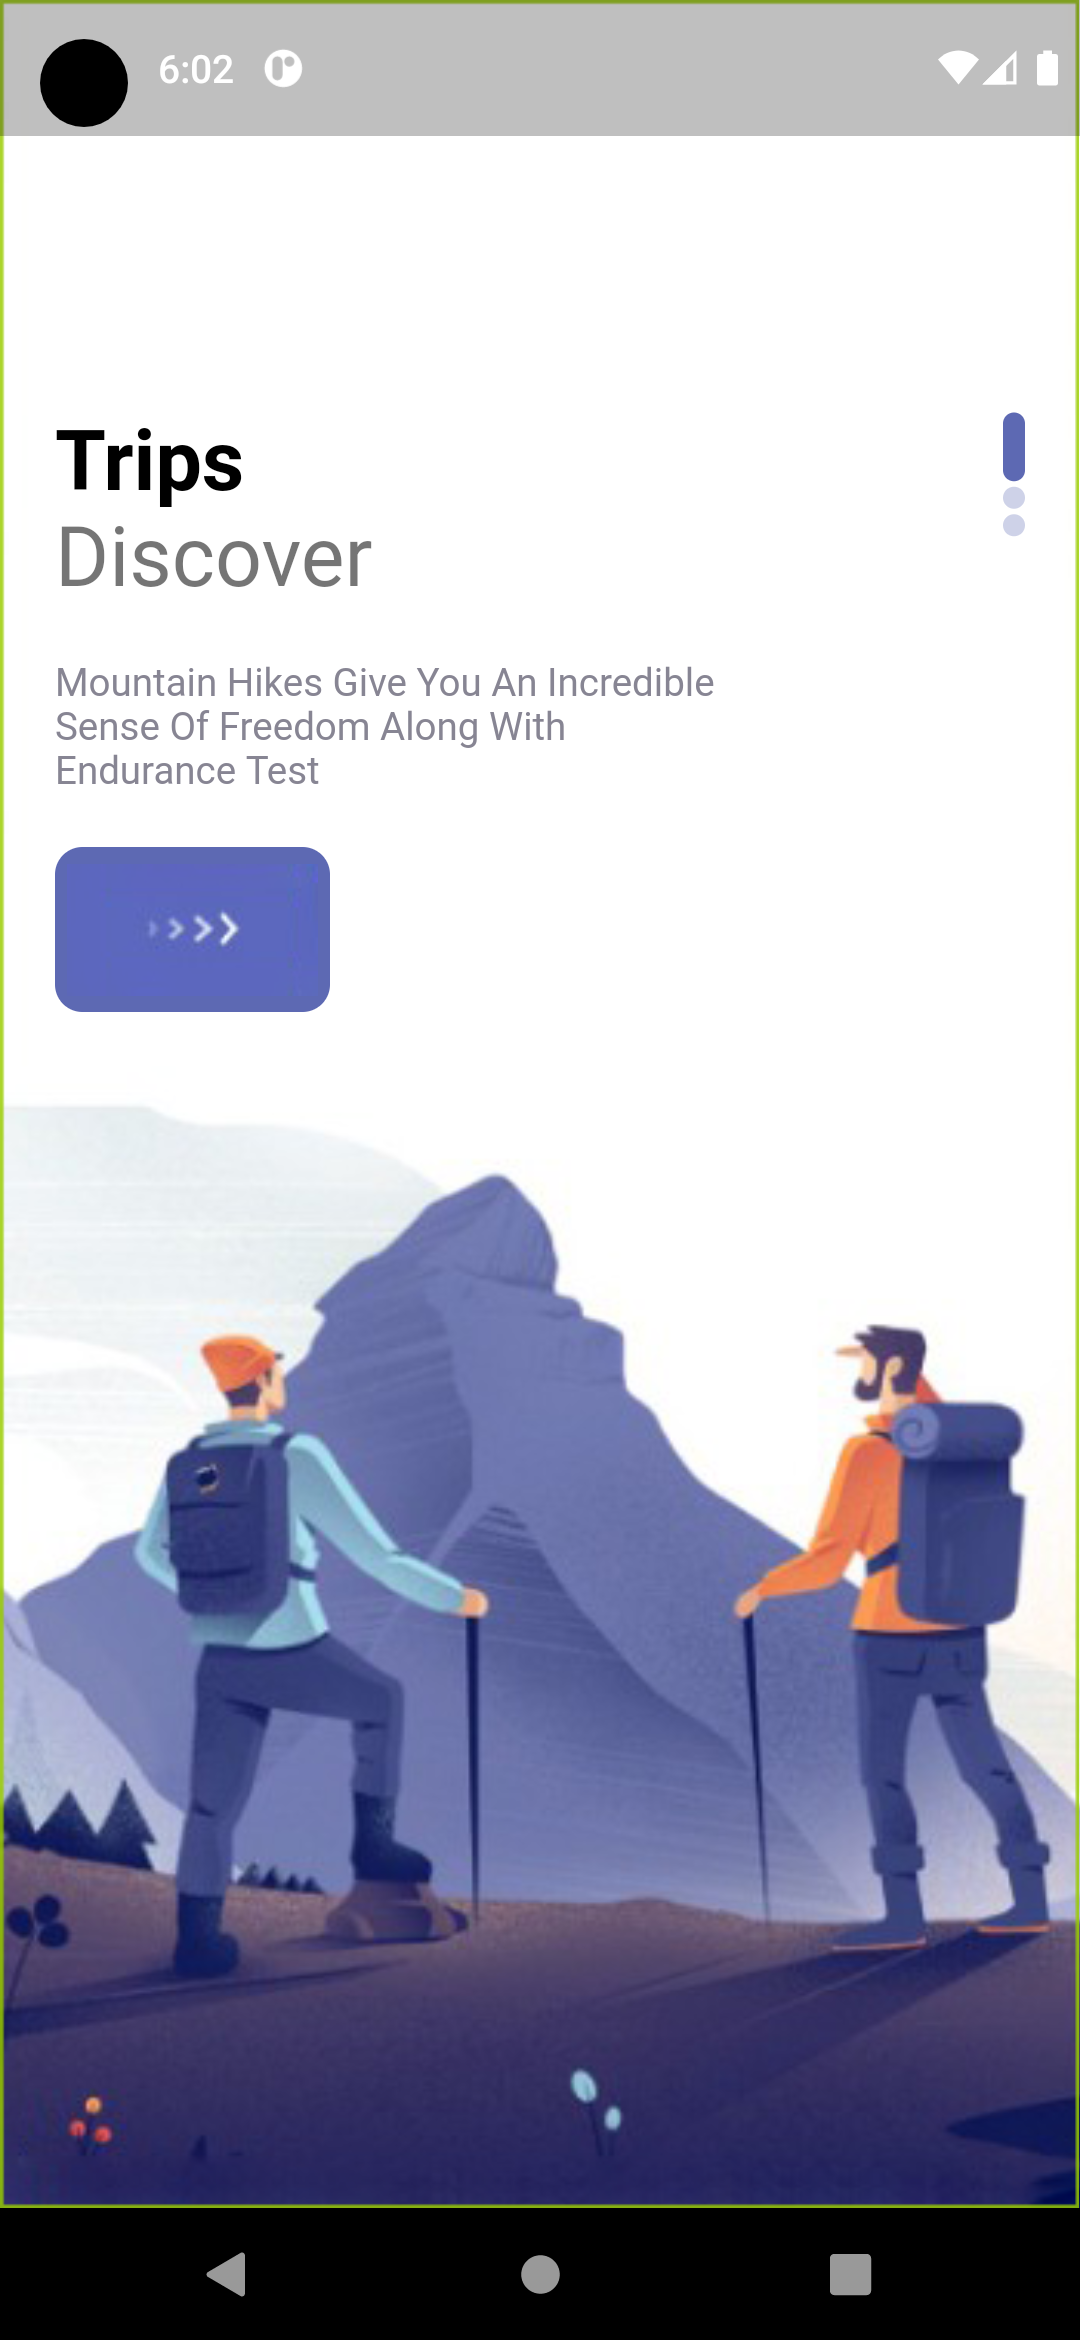 6:02
Trips
Discover
Mountain Hikes Give You An Incredible
Sense Of Freedom Along With
Endurance Test